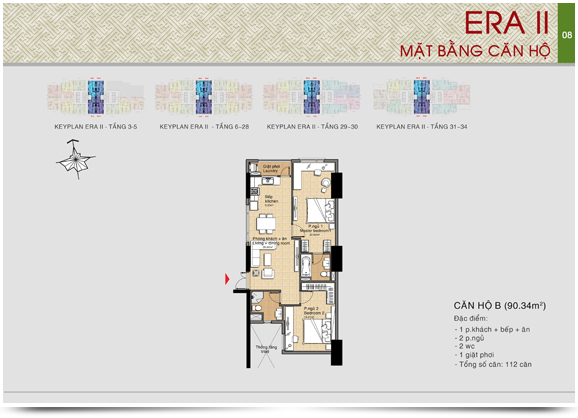 ERA II
MẶT BẰNG CĂN HỘ
08
KEYPLAN ERA II - TẦNG 3-5
KEYPLAN ERA II - TẦNG 6-28
KEYPLAN ERA II - TẦNG 29-30
KEYPLAN ERA II - TẦNG 31-34
Giặt phơi
Laundry
Bếp
kitchen
P.ngủ 1
Master bedroom1
Phòng khách + ăn
Living + dining room
P.ngủ 2
Bedroom 2
Thông tầng
Void
CĂN HỘ B (90.34m²)
Đặc điểm:
- 1 p.khách + bếp + ăn
- 2 p.ngủ
- 2 wc
- 1 giặt phơi
- Tổng số căn: 112 căn